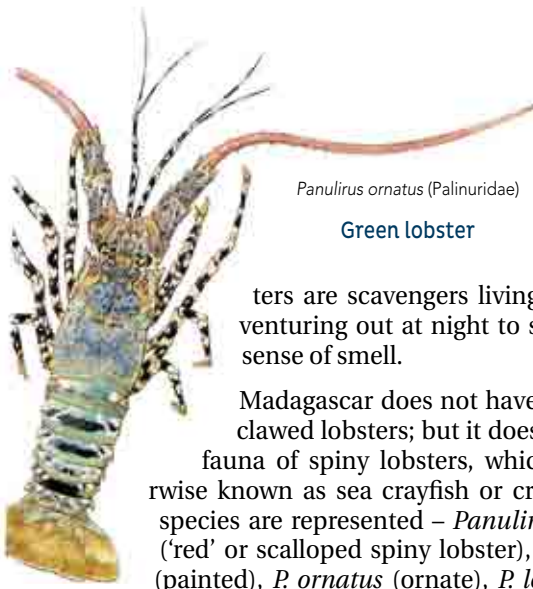 Panulirus ornatus (Palinuridae)
Green lobster
ters are scavengers living
venturing out at night to s
sense of smell.
Madagascar does not have
clawed lobsters; but it does
fauna of spiny lobsters, whic
rwise known as sea crayfish or cr
species are represented – Panulir
('red' or scalloped spiny lobster),
(painted), P. ornatus (ornate), P. lo